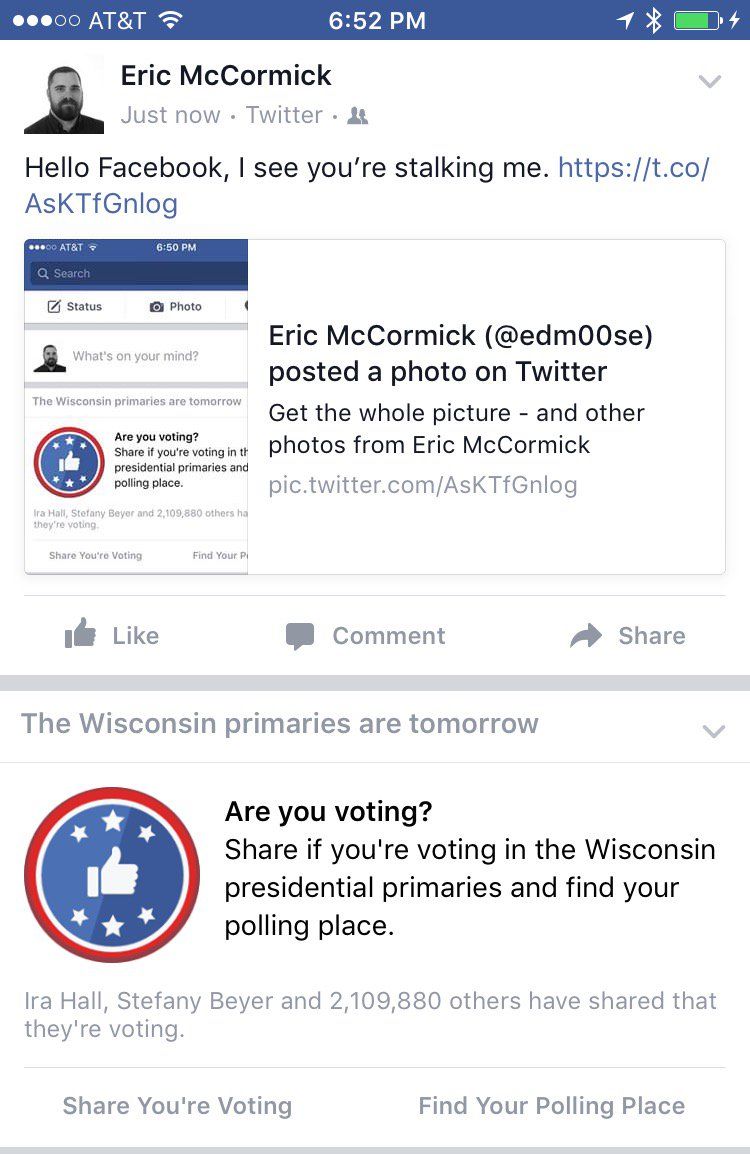 AT&T 6:52 PM
Eric McCormick
Just now · Twitter ·
Hello Facebook, I see you’re stalking me. https://t.co/
AsKTfGnlog
AT&T 6:50 PM
Search
Status Photo
What's on your mind?
The Wisconsin primaries are tomorrow
Are you voting?
Share if you're voting in th
presidential primaries and
polling place.
Ira Hall, Stefany Beyer and 2,109,880 others ha
they're voting.
Share You're Voting Find Your P
Eric McCormick (@edm00se)
posted a photo on Twitter
Get the whole picture - and other
photos from Eric McCormick
pic.twitter.com/AsKTfGnlog
Like Comment Share
The Wisconsin primaries are tomorrow
Are you voting?
Share if you're voting in the Wisconsin
presidential primaries and find your
polling place.
Ira Hall, Stefany Beyer and 2,109,880 others have shared that
they're voting.
Share You're Voting Find Your Polling Place